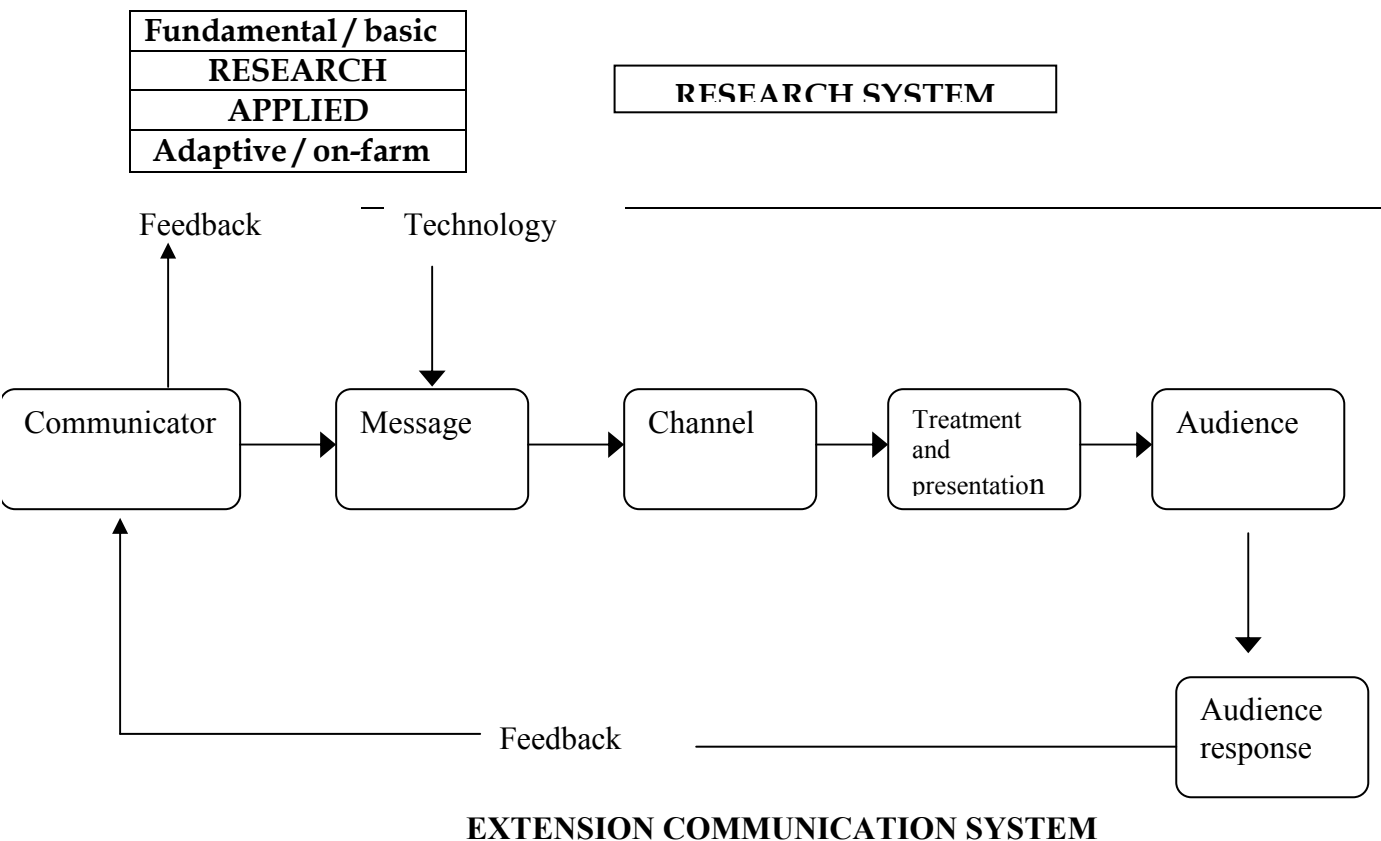 Fundamental / basic
RESEARCH
APPLIED
Adaptive / on-farm
RESEARCH SYSTEM
Feedback
Technology
Communicator
Message
Channel
Treatment
and
presentation
Audience
Audience
response
Feedback
EXTENSION COMMUNICATION SYSTEM